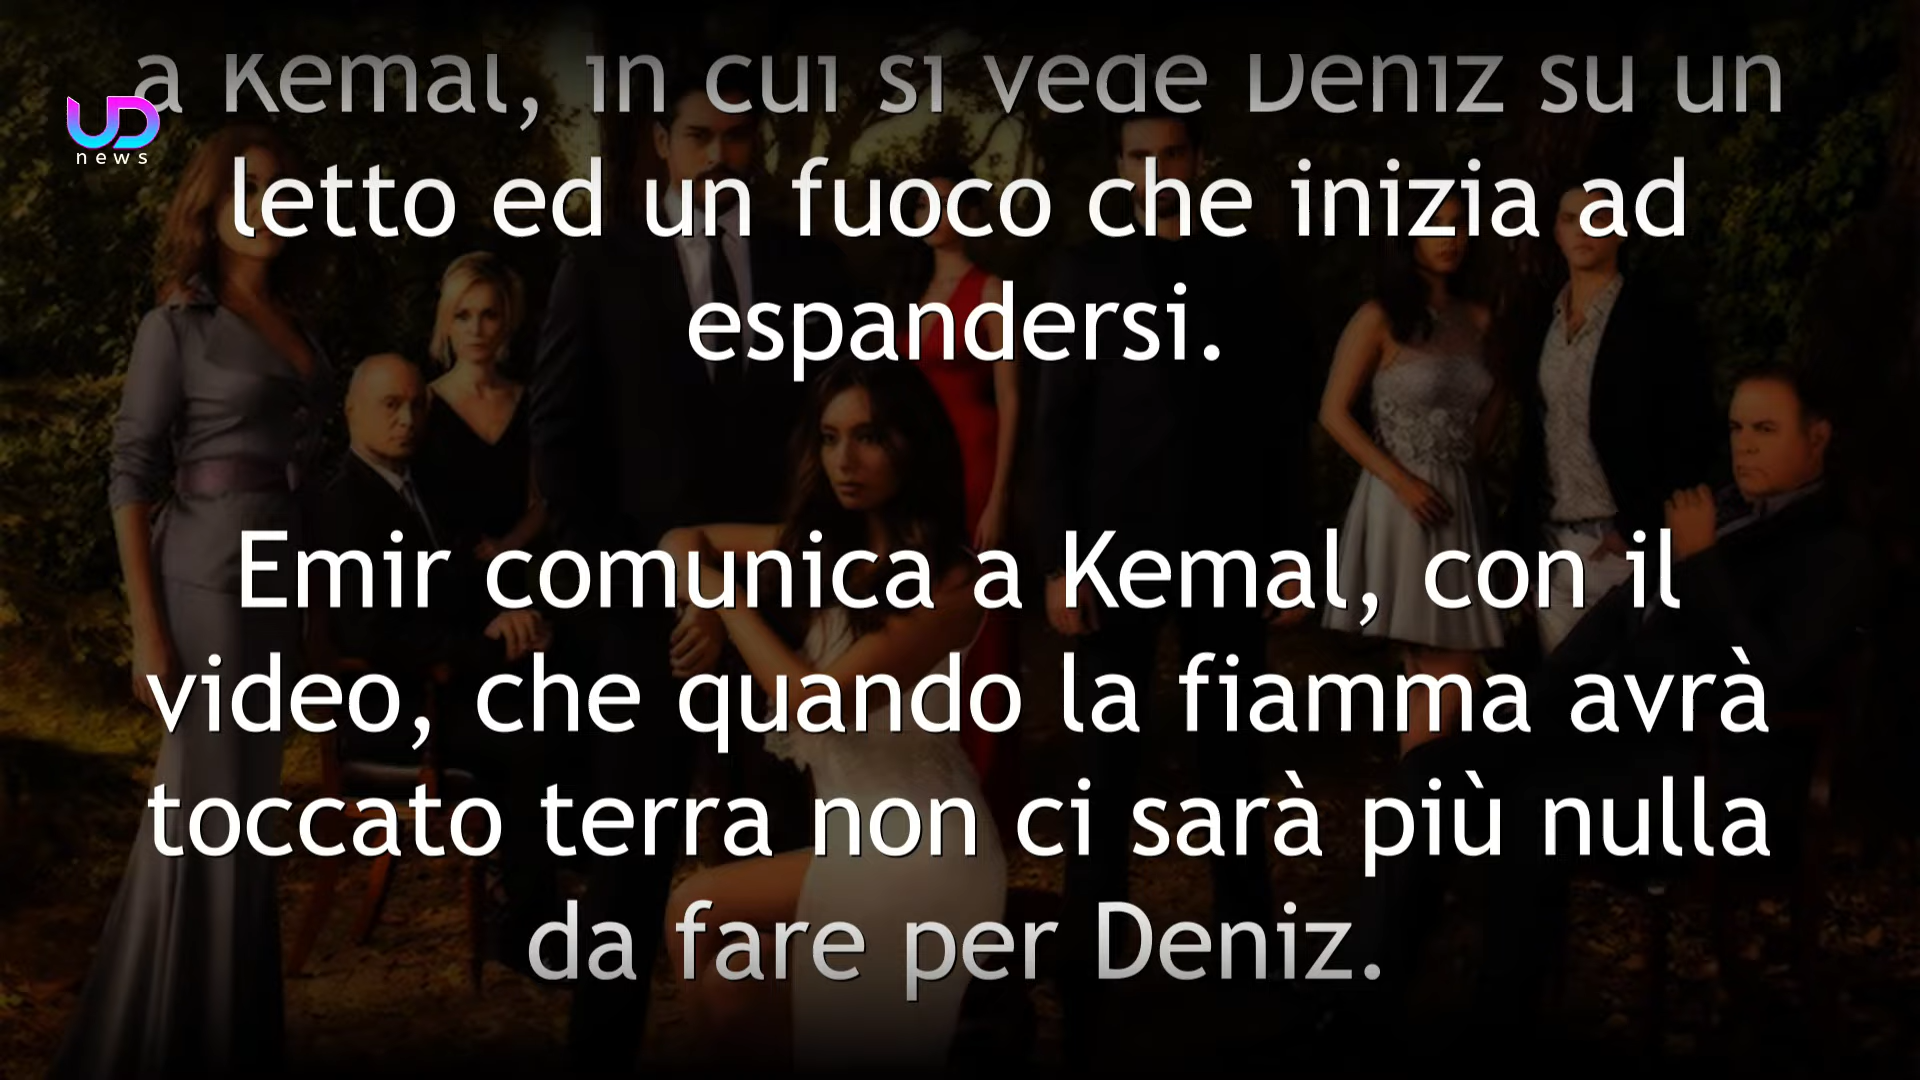 a Kemal, in cui si vede Deniz su un
UD
news
letto ed un fuoco che inizia ad
espandersi.
Emir comunica a Kemal, con il
video, che quando la fiamma avrà
toccato terra non ci sarà più nulla
da fare per Deniz.